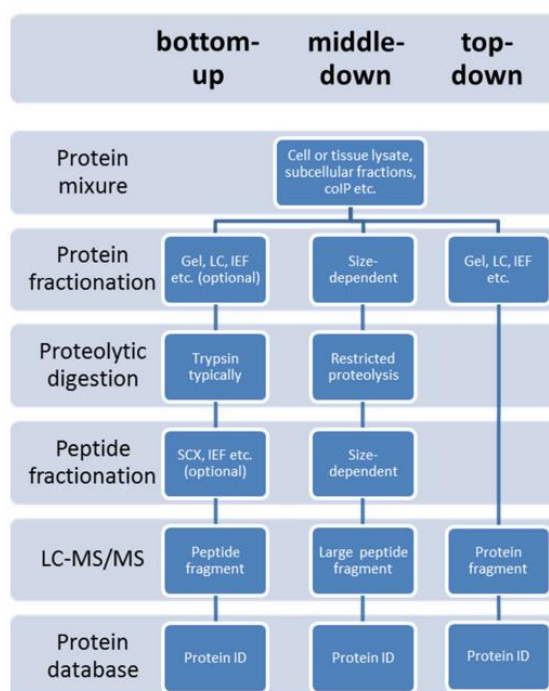 bottom-
up
middle-
down
top-
down
Protein
mixure
Cell or tissue lysate,
subcellular fractions,
coIP etc.
Protein
fractionation
Gel, LC, IEF
etc. (optional)
Size-
dependent
Gel, LC, IEF
etc.
Proteolytic
digestion
Trypsin
typically
Restricted
proteolysis
Peptide
fractionation
SCX, IEF etc.
(optional)
Size-
dependent
LC-MS/MS
Peptide
fragment
Large peptide
fragment
Protein
fragment
Protein
database
Protein ID
Protein ID
Protein ID